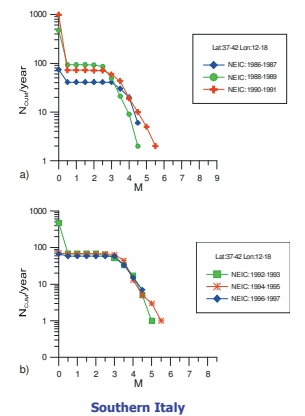 1000
100
10
1
0
N_CUM/year
0 1 2 3 4 5 6 7 8 9
M
a)
Lat:37-42 Lon:12-18
NEIC: 1986-1987
NEIC: 1988-1989
NEIC: 1990-1991
1000
100
10
1
0
N_CUM/year
0 1 2 3 4 5 6 7 8
M
b)
Lat:37-42 Lon:12-18
NEIC: 1992-1993
NEIC: 1994-1995
NEIC: 1996-1997
Southern Italy